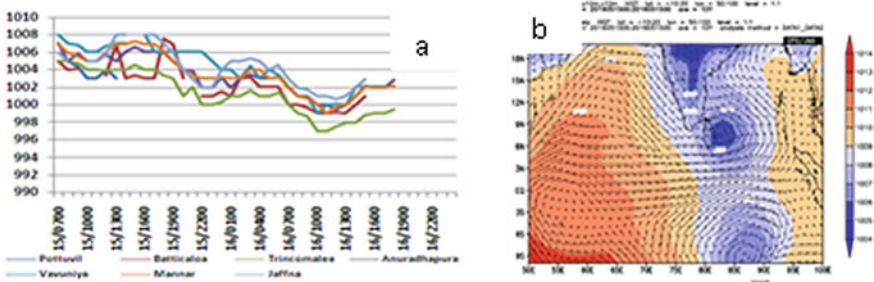 1010
1008
1006
1004
1002
1000
998
996
994
992
990
a
15/0700
15/1000
15/1300
15/1600
15/1900
15/2200
16/0100
16/0400
16/0700
16/1000
16/1300
16/1600
16/1900
16/2200
Pottuvil
Batticaloa
Trincomalee
Anuradhapura
Vavuniya
Mannar
Jaffna
b
18N
15N
12N
9N
6N
3N
EQ
3S
6S
9S
50E
55E
60E
65E
70E
75E
80E
85E
90E
95E
100E
1014
1013
1012
1011
1010
1009
1008
1007
1006
1005
1004